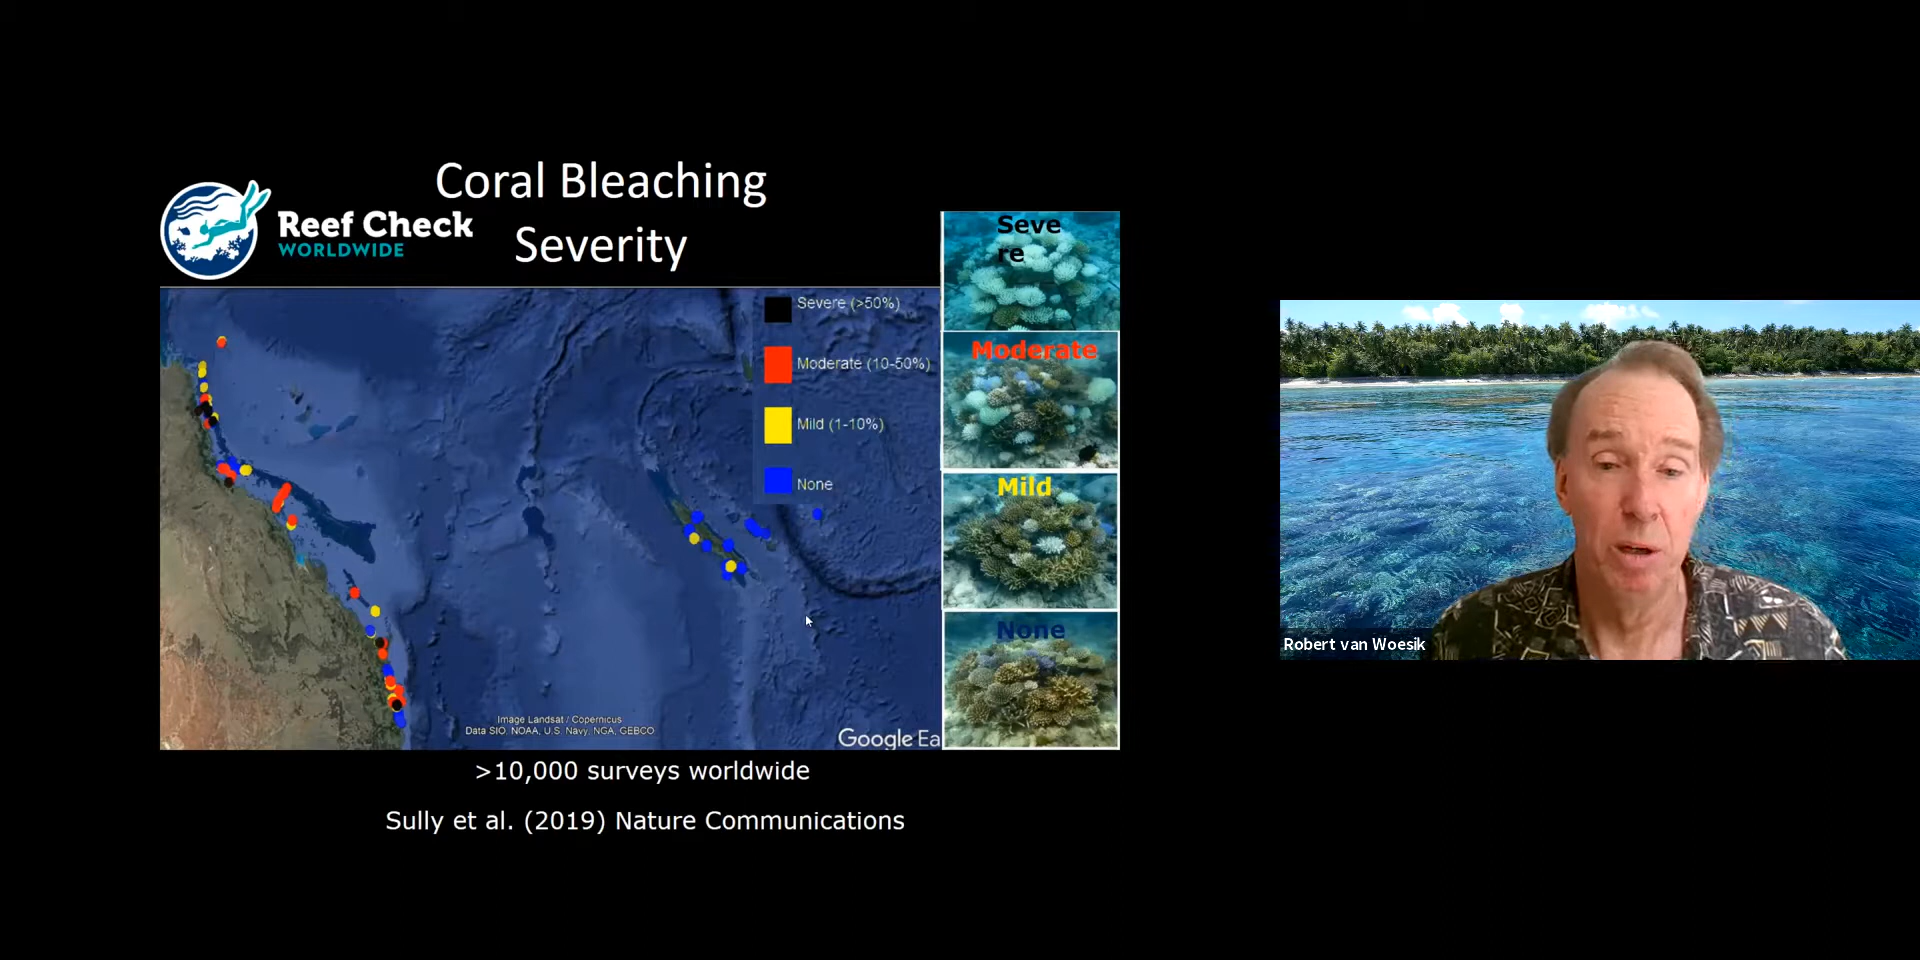 Coral Bleaching
Severity
Reef Check
WORLDWIDE
Severe (>50%)
Moderate (10-50%)
Mild (1-10%)
None
Seve
re
Moderate
Mild
None
Image Landsat / Copernicus
Data SIO, NOAA, U.S. Navy, NGA, GEBCO
Google Ea
>10,000 surveys worldwide
Sully et al. (2019) Nature Communications
Robert van Woesik